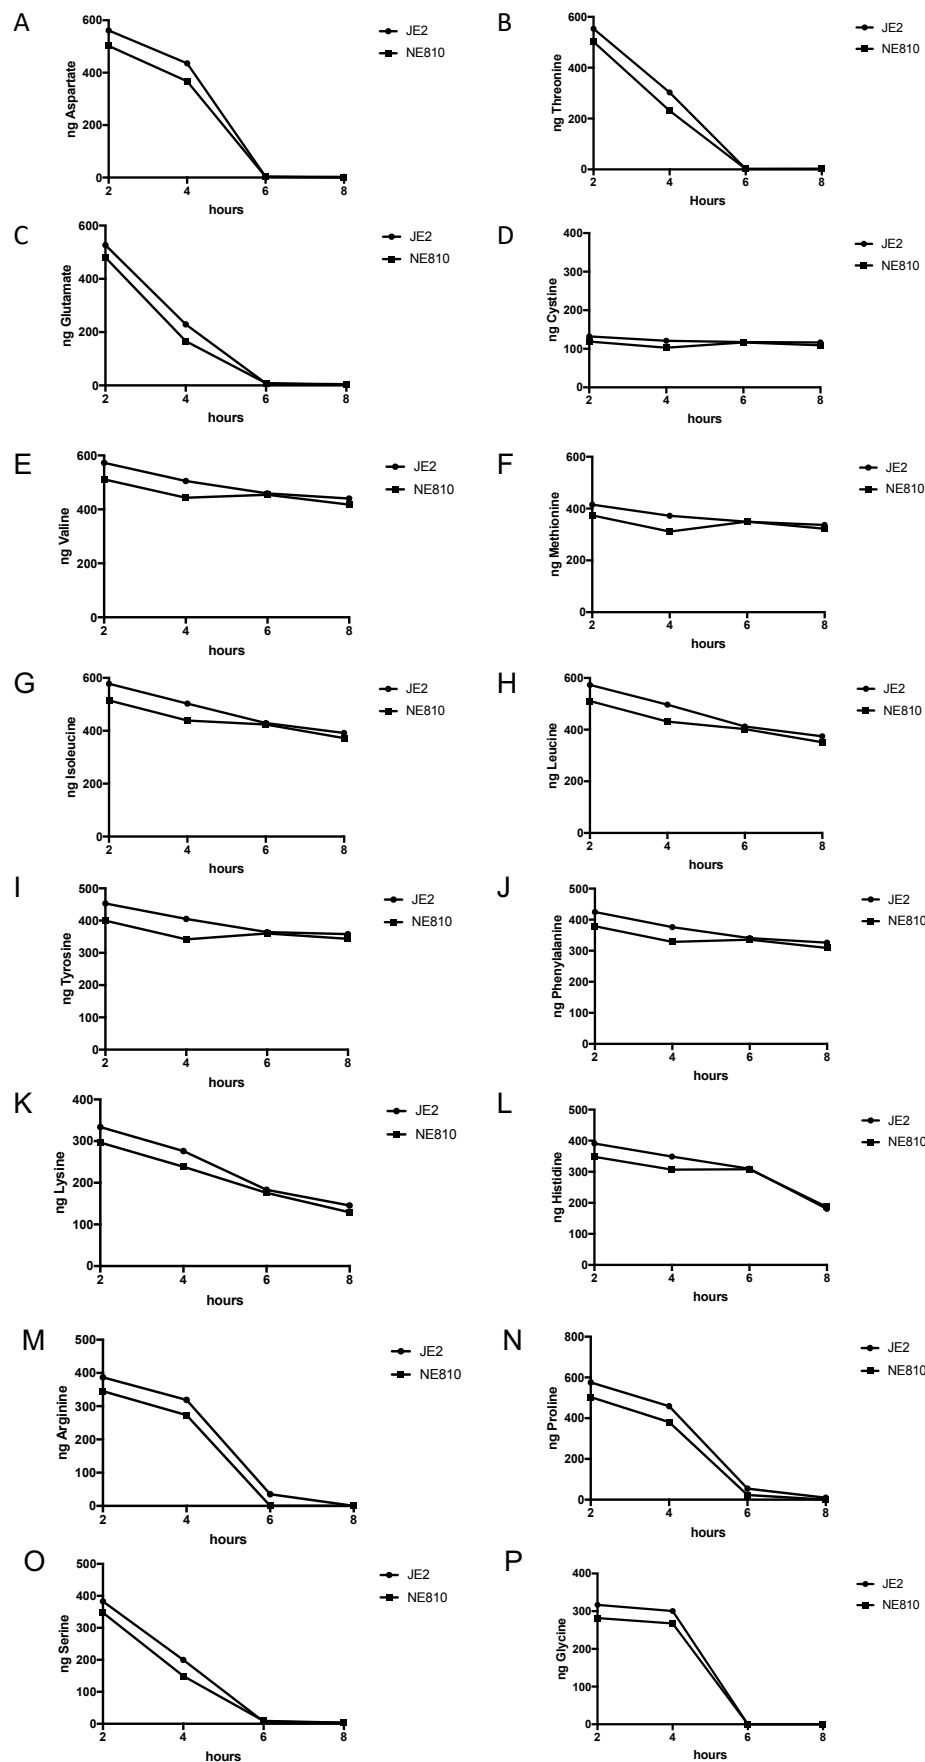 A
ng Aspartate
600
400
200
0
2 4 6 8
hours
JE2
NE810
B
ng Threonine
600
400
200
0
2 4 6 8
Hours
JE2
NE810
C
ng Glutamate
600
400
200
0
2 4 6 8
hours
JE2
NE810
D
ng Cystine
400
300
200
100
0
2 4 6 8
hours
JE2
NE810
E
ng Valine
600
400
200
0
2 4 6 8
hours
JE2
NE810
F
ng Methionine
600
400
200
0
2 4 6 8
hours
JE2
NE810
G
ng Isoleucine
600
400
200
0
2 4 6 8
hours
JE2
NE810
H
ng Leucine
600
400
200
0
2 4 6 8
hours
JE2
NE810
I
ng Tyrosine
500
400
300
200
100
0
2 4 6 8
hours
JE2
NE810
J
ng Phenylalanine
500
400
300
200
100
0
2 4 6 8
hours
JE2
NE810
K
ng Lysine
400
300
200
100
0
2 4 6 8
hours
JE2
NE810
L
ng Histidine
500
400
300
200
100
0
2 4 6 8
hours
JE2
NE810
M
ng Arginine
500
400
300
200
100
0
2 4 6 8
hours
JE2
NE810
N
ng Proline
800
600
400
200
0
2 4 6 8
hours
JE2
NE810
O
ng Serine
500
400
300
200
100
0
2 4 6 8
hours
JE2
NE810
P
ng Glycine
400
300
200
100
0
2 4 6 8
hours
JE2
NE810